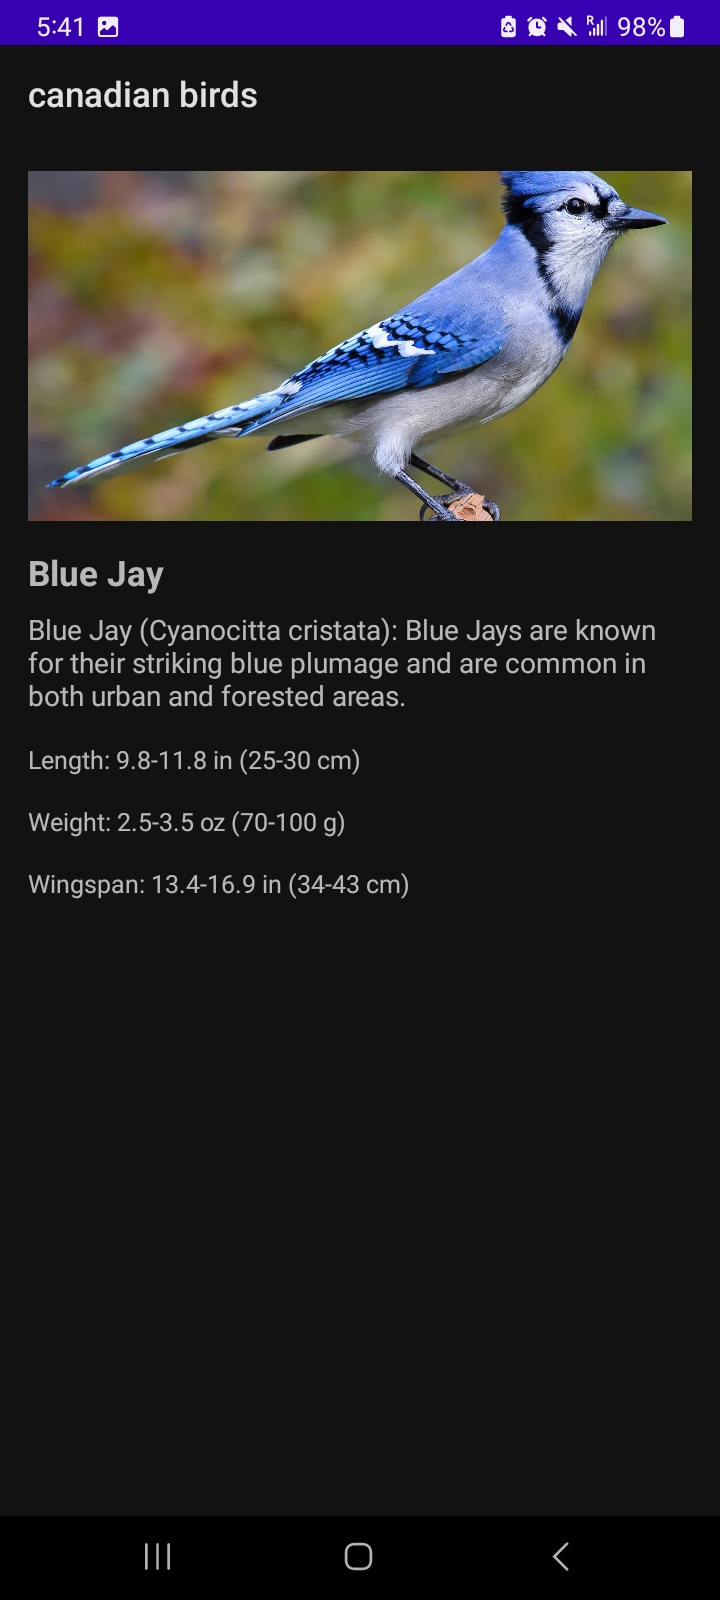 5:41
R 98%
canadian birds
Blue Jay
Blue Jay (Cyanocitta cristata): Blue Jays are known
for their striking blue plumage and are common in
both urban and forested areas.
Length: 9.8-11.8 in (25-30 cm)
Weight: 2.5-3.5 oz (70-100 g)
Wingspan: 13.4-16.9 in (34-43 cm)